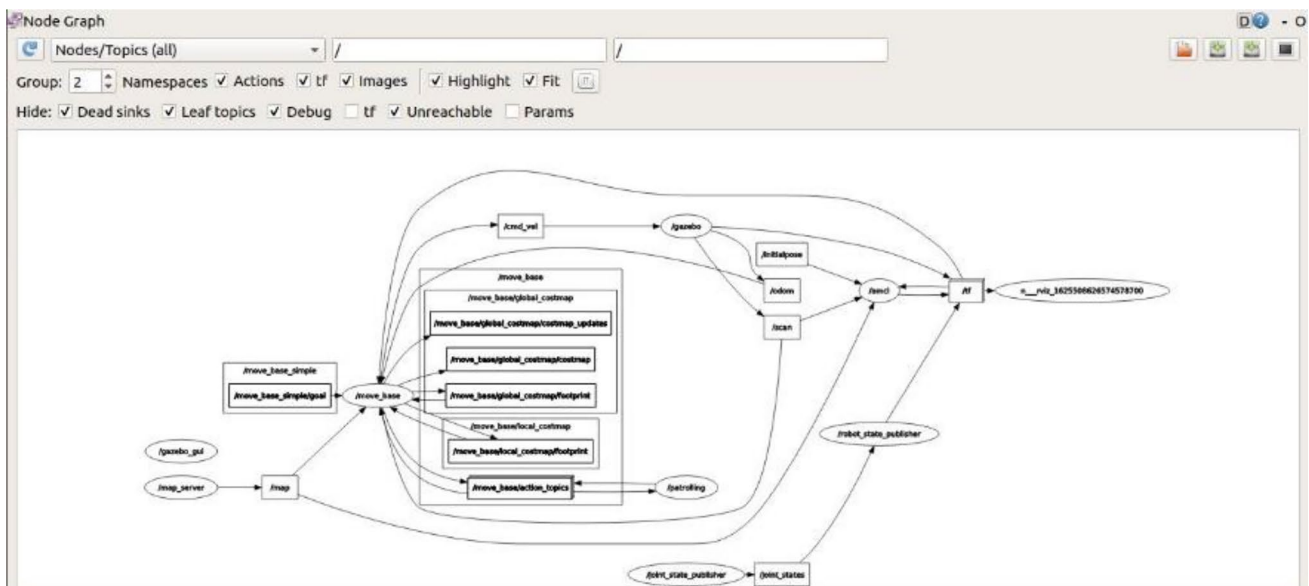 Node Graph
D - O
Nodes/Topics (all) / /
Group: 2 Namespaces Actions tf Images Highlight Fit
Hide: Dead sinks Leaf topics Debug tf Unreachable Params
/cmd_vel
/gazebo
/initialpose
/move_base
/odom
/amcl
/tf
n__rviz_1625508626574578700
/move_base/global_costmap
/move_base/global_costmap/costmap_updates
/scan
/move_base/global_costmap/costmap
/move_base_simple
/move_base_simple/goal
/move_base
/move_base/global_costmap/footprint
/move_base/local_costmap
/robot_state_publisher
/move_base/local_costmap/footprint
/gazebo_gui
/map_server
/map
/move_base/action_topics
/patrolling
/joint_state_publisher
/joint_states